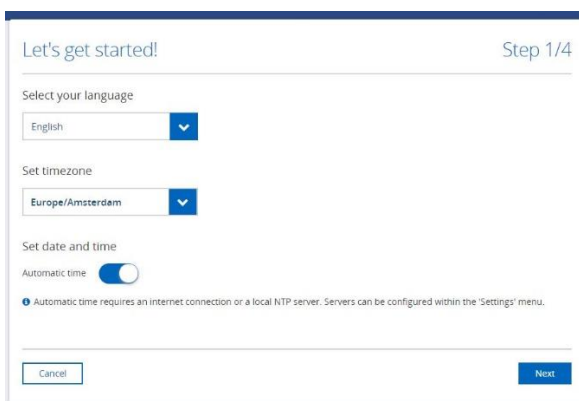 Let's get started!
Step 1/4
Select your language
English
Set timezone
Europe/Amsterdam
Set date and time
Automatic time
Automatic time requires an internet connection or a local NTP server. Servers can be configured within the 'Settings' menu.
Cancel
Next